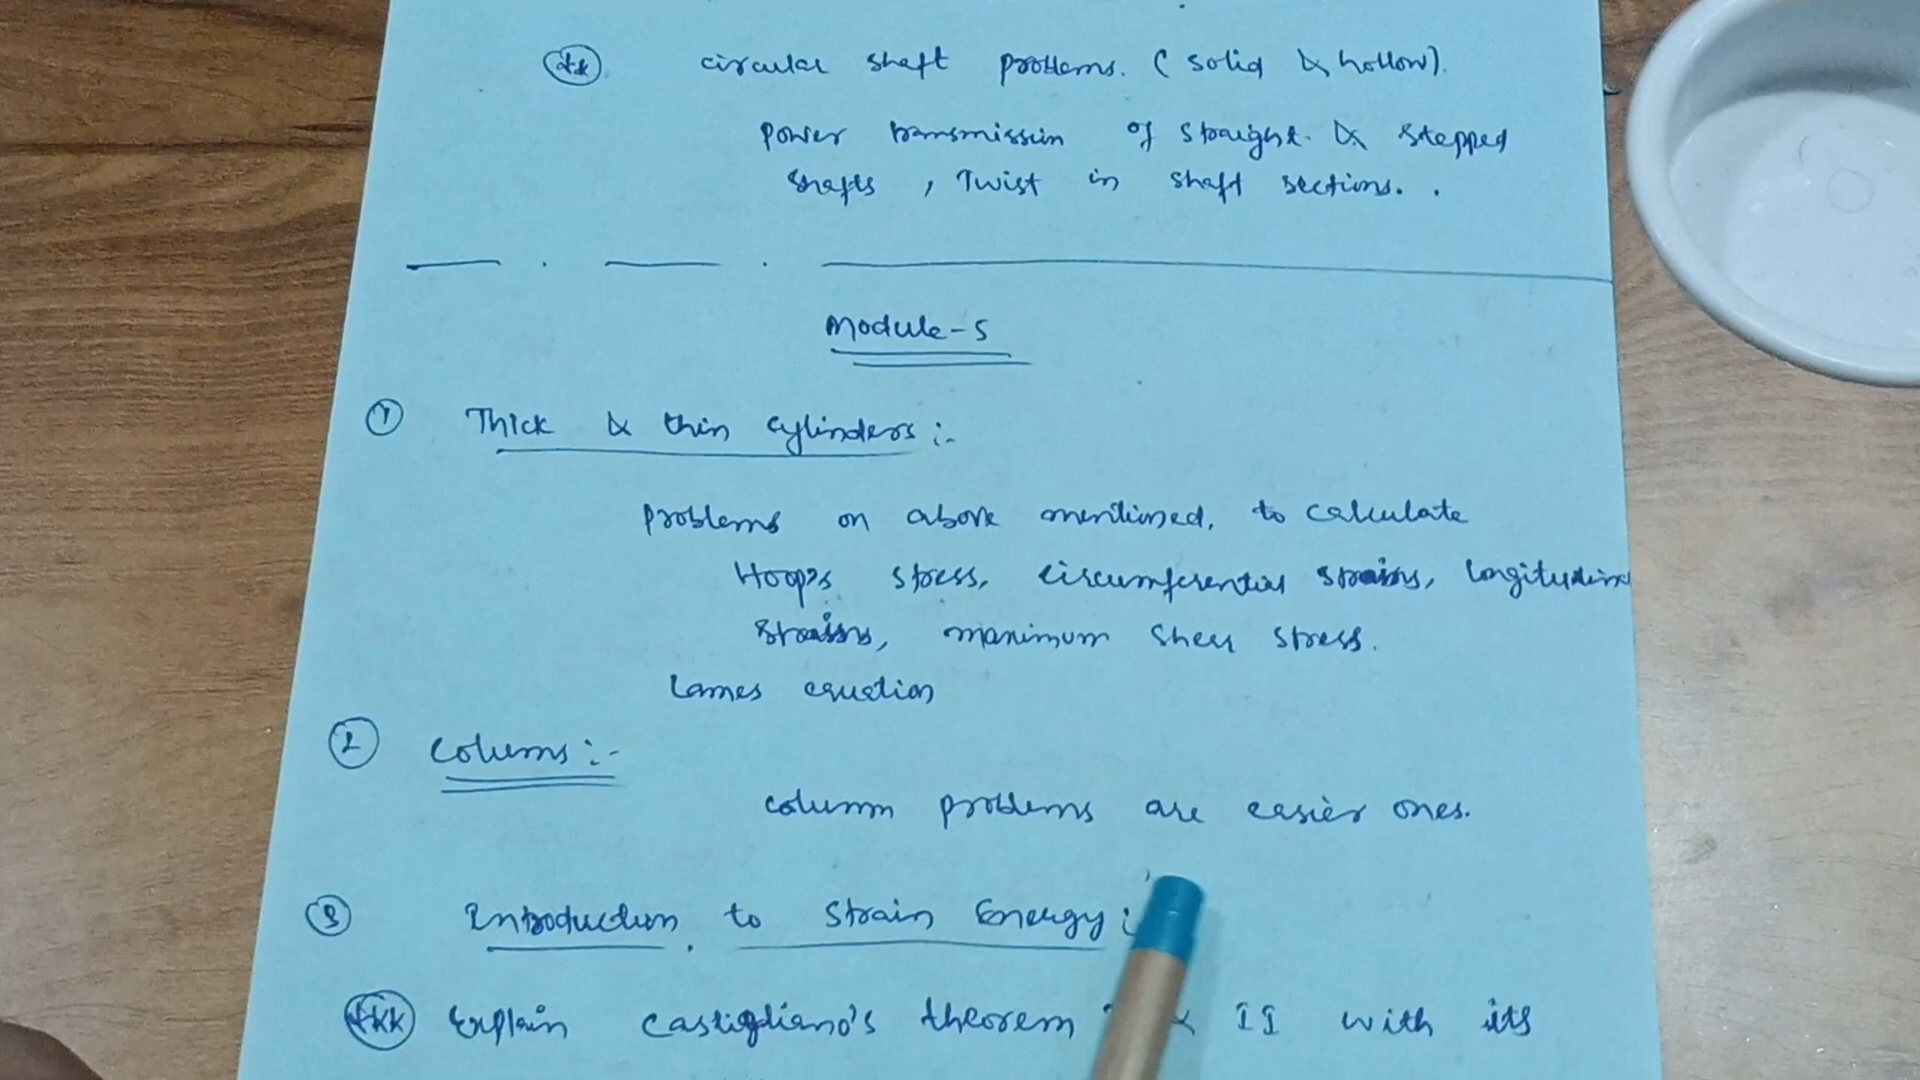 ** circular shaft problems. (solid & hollow).
power transmission of straight & stepped
shafts, Twist in shaft sections.
Module-5
① Thick & thin cylinders:-
problems on above mentioned, to calculate
Hoop's stress, circumferential strains,
strains, maximum shear stress.
Lames equation
② Columns:-
column problems are easier ones.
③ Introduction to Strain Energy:
Explain Castigliano's theorem II with its